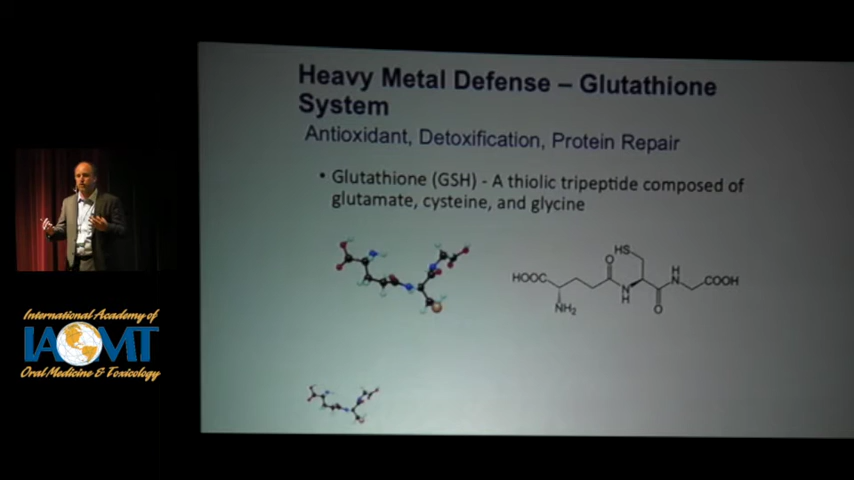 Heavy Metal Defense – Glutathione
System
Antioxidant, Detoxification, Protein Repair
• Glutathione (GSH) - A thiolic tripeptide composed of
glutamate, cysteine, and glycine
HS
O
H
N
HOOC
COOH
N
H
NH2
O
International Academy of
IAOMT
Oral Medicine & Toxicology